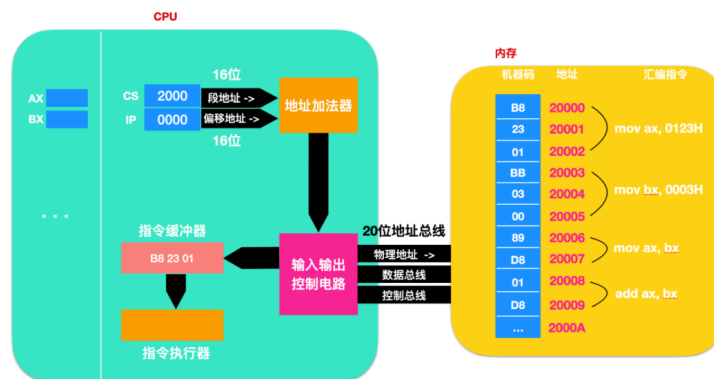 CPU
AX
BX
...
16位
CS 2000 段地址 ->
IP 0000 偏移地址 ->
16位
地址加法器
指令缓冲器
B8 23 01
指令执行器
输入输出
控制电路
20位地址总线
物理地址 ->
数据总线
控制总线
内存
机器码 地址 汇编指令
B8 20000
23 20001 mov ax, 0123H
01 20002
BB 20003
03 20004 mov bx, 0003H
00 20005
89 20006
D8 20007 mov ax, bx
01 20008
D8 20009 add ax, bx
... 2000A